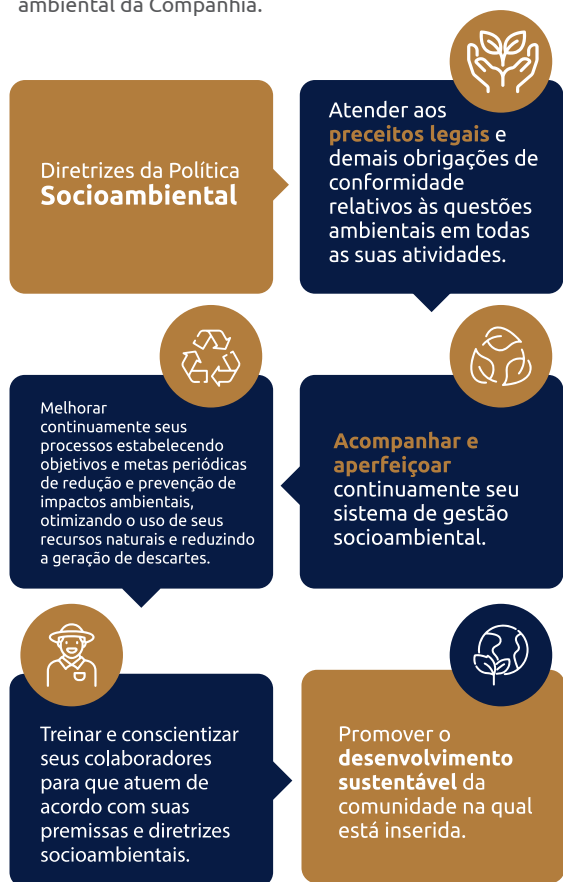 ambiental da Companhia.
Diretrizes da Política
Socioambiental
Atender aos
preceitos legais e
demais obrigações de
conformidade
relativos às questões
ambientais em todas
as suas atividades.
Acompanhar e
aperfeiçoar
continuamente seu
sistema de gestão
socioambiental.
Melhorar
continuamente seus
processos estabelecendo
objetivos e metas periódicas
de redução e prevenção de
impactos ambientais,
otimizando o uso de seus
recursos naturais e reduzindo
a geração de descartes.
Treinar e conscientizar
seus colaboradores
para que atuem de
acordo com suas
premissas e diretrizes
socioambientais.
Promover o
desenvolvimento
sustentável da
comunidade na qual
está inserida.